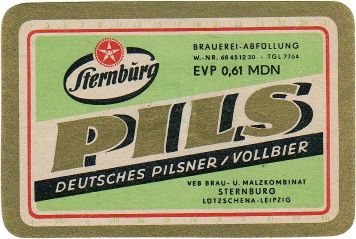 Sternburg
BRAUEREI-ABFÜLLUNG
W.-NR. 68451230 · TGL 7764
EVP 0,61 MDN
PILS
DEUTSCHES PILSNER/VOLLBIER
VEB BRAU- U. MALZKOMBINAT
STERNBURG
LÜTZSCHENA-LEIPZIG